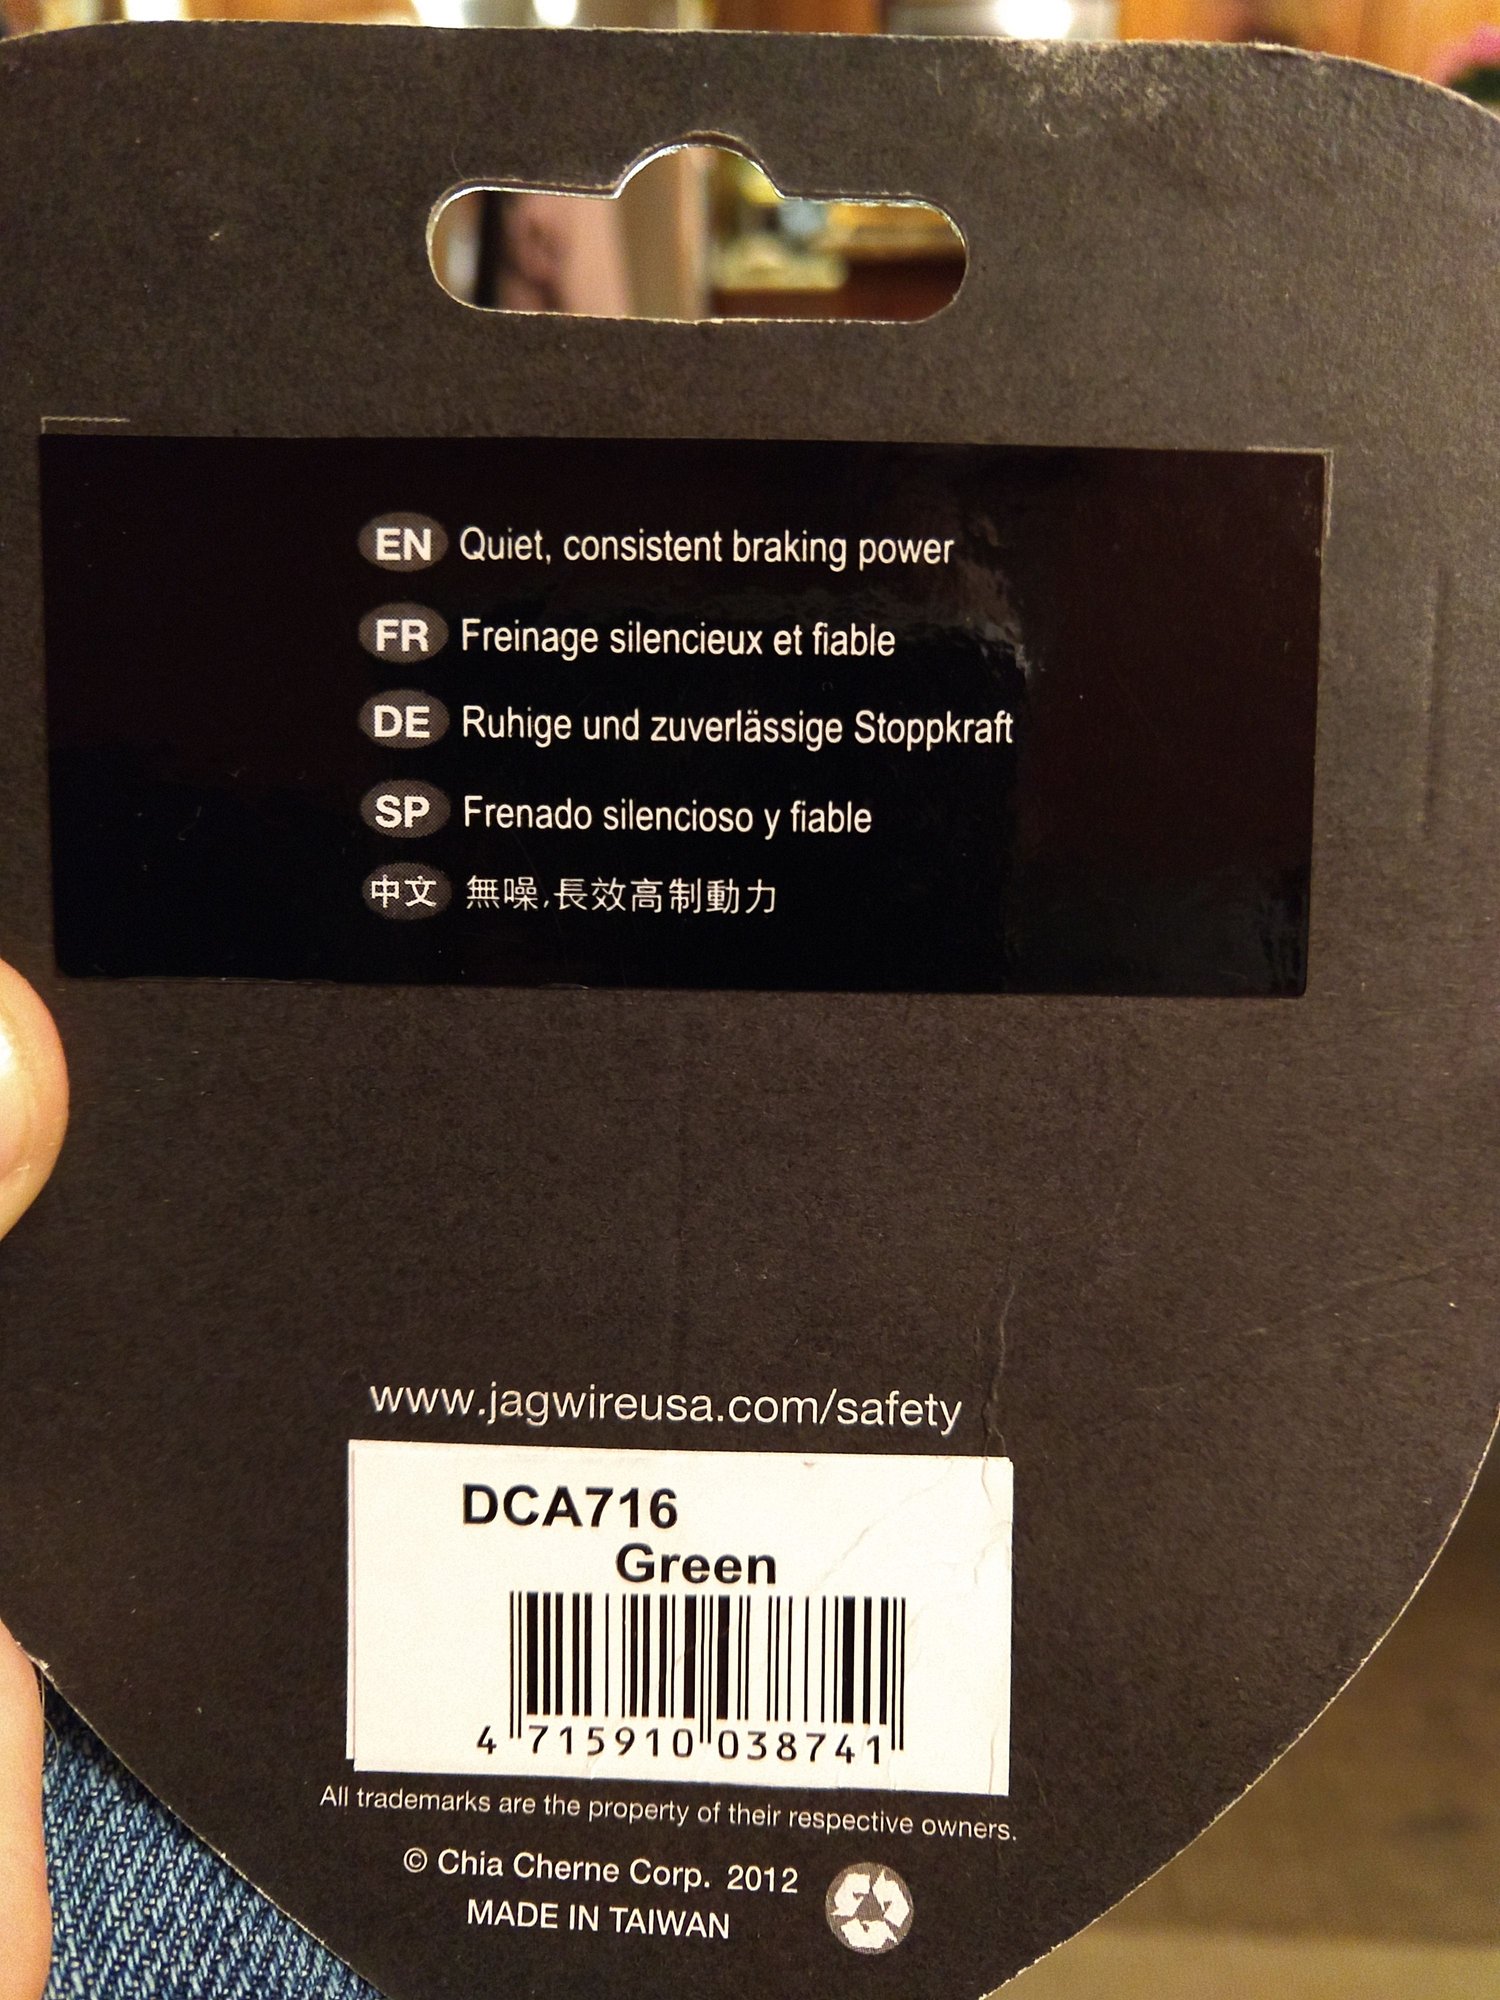 EN Quiet, consistent braking power
FR Freinage silencieux et fiable
DE Ruhige und zuverlässige Stoppkraft
SP Frenado silencioso y fiable
中文 無噪,長效高制動力
www.jagwireusa.com/safety
DCA716
Green
4 715910 038741
All trademarks are the property of their respective owners.
© Chia Cherne Corp. 2012
MADE IN TAIWAN